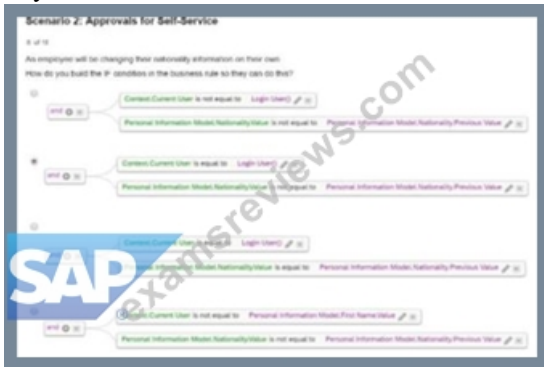 Scenario 2: Approvals for Self-Service
An employee will be changing their nationality information on their own
How do you build the IF condition in the business rule so they can do this?
Context.Current User is not equal to Login User()
and
Personal Information Model.Nationality.Value is not equal to Personal Information Model.Nationality.Previous Value
Context.Current User is equal to Login User()
and
Personal Information Model.Nationality.Value is not equal to Personal Information Model.Nationality.Previous Value
Context.Current User is equal to Login User()
Personal Information Model.Nationality.Value is equal to Personal Information Model.Nationality.Previous Value
Context.Current User is not equal to Personal Information Model.First Name.Value
and
Personal Information Model.Nationality.Value is not equal to Personal Information Model.Nationality.Previous Value
SAP
examsreviews.com